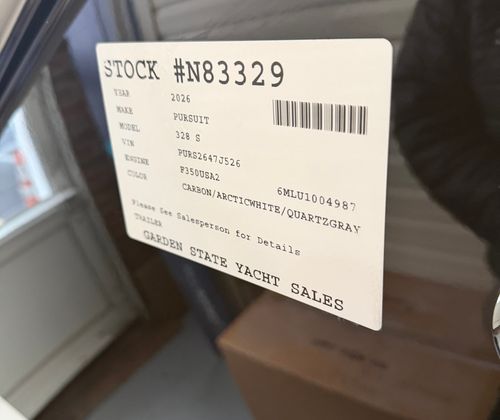 STOCK #N83329
YEAR 2026
MAKE PURSUIT
MODEL 328 S
VIN PURS2647J526
ENGINE F350USA2 6MLU1004987
COLOR CARBON/ARCTICWHITE/QUARTZGRAY
Please See Salesperson for Details
TRAILER
GARDEN STATE YACHT SALES